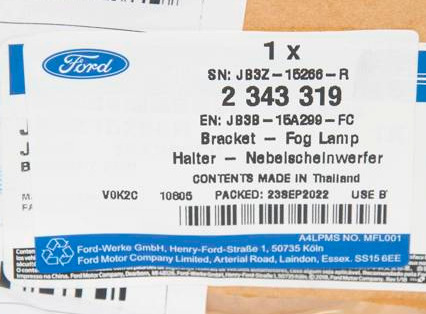 1 x
Ford
SN: JB3Z-15266-R
2 343 319
EN: JB3B-15A299-FC
Bracket - Fog Lamp
Halter - Nebelscheinwerfer
CONTENTS MADE IN Thailand
V0K2C 10805 PACKED: 23SEP2022 USE B
A4LPMS NO. MFL001
Ford-Werke GmbH, Henry-Ford-Straße 1, 50735 Köln
Ford Motor Company Limited, Arterial Road, Laindon, Essex. SS15 6EE